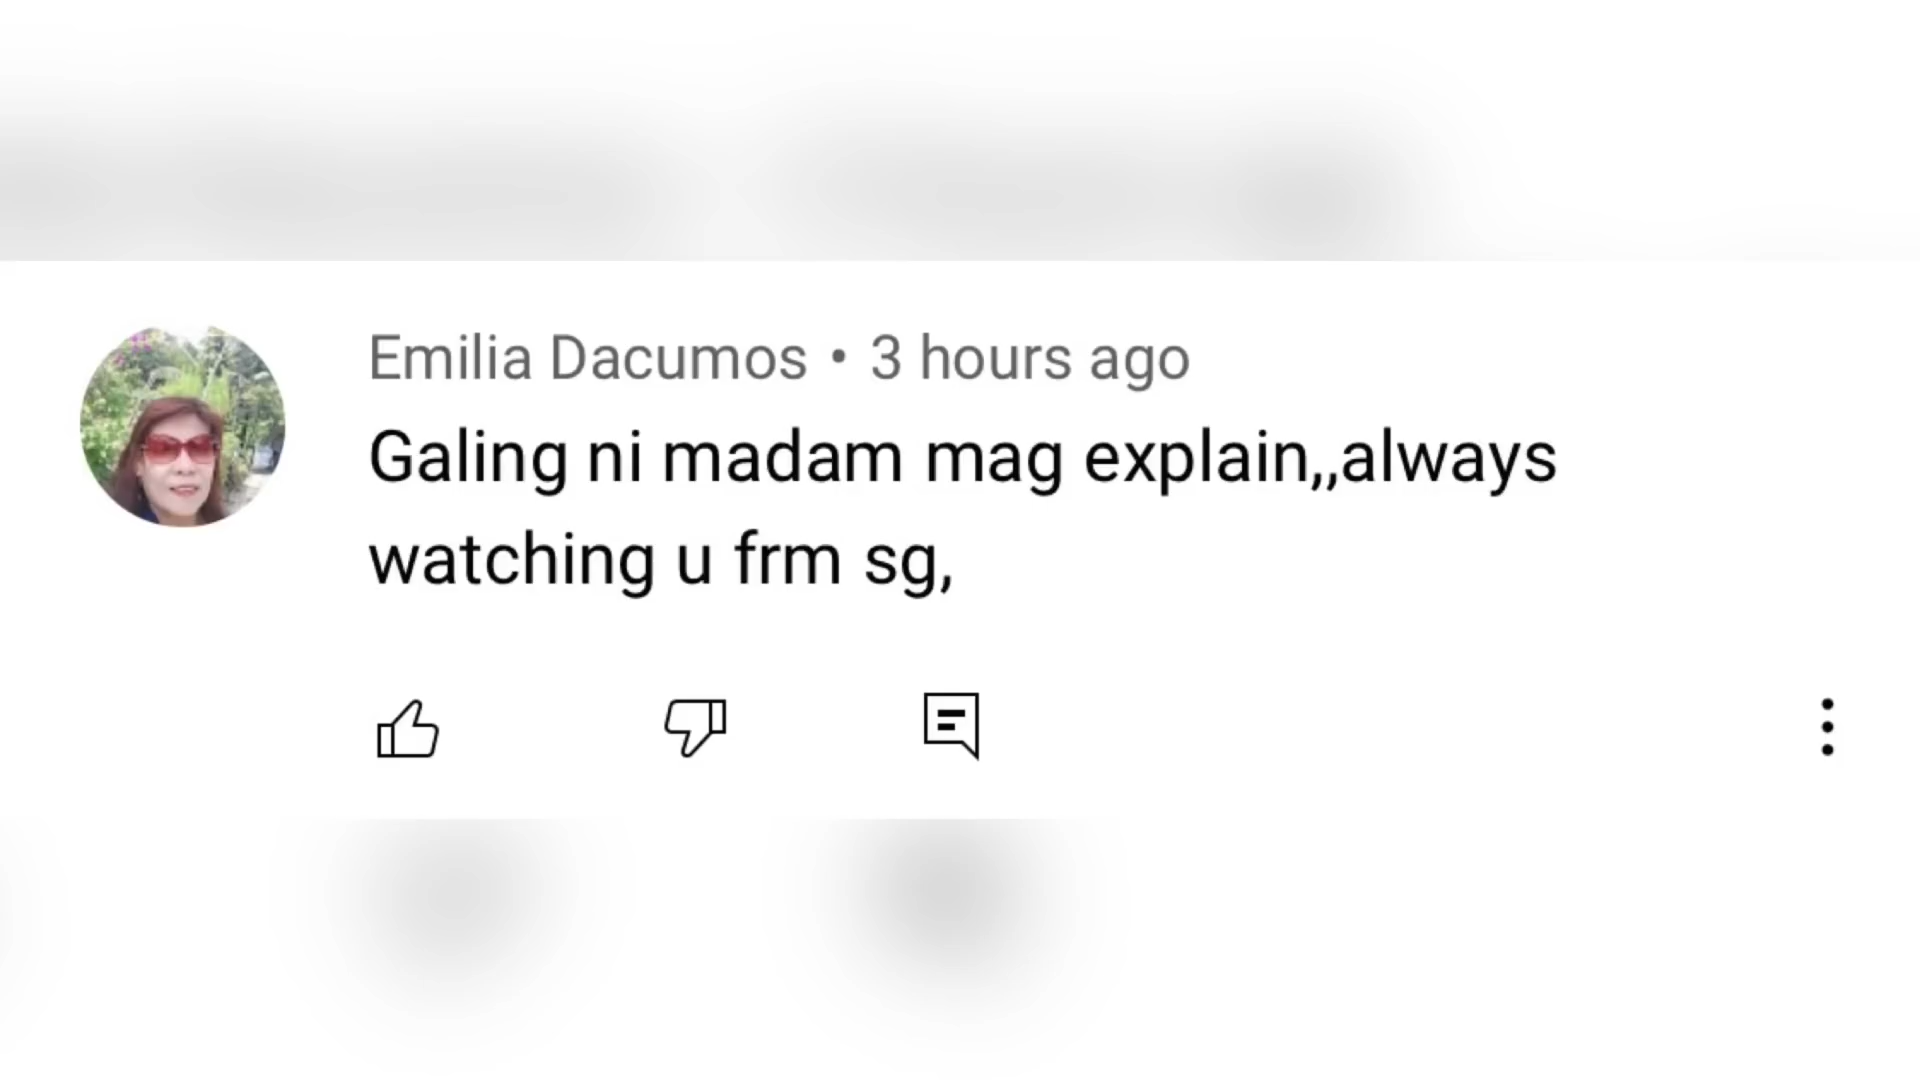 Emilia Dacumos • 3 hours ago
Galing ni madam mag explain,,always
watching u frm sg,